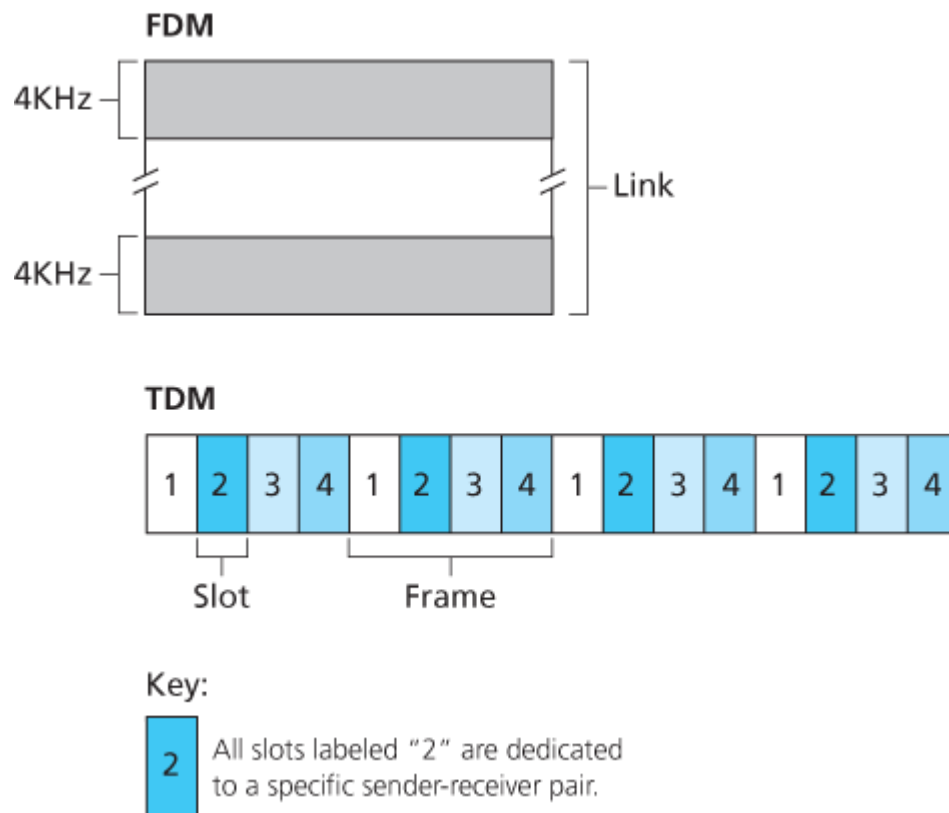 FDM
4KHz
Link
4KHz
TDM
1 2 3 4 1 2 3 4 1 2 3 4 1 2 3 4
Slot Frame
Key:
2 All slots labeled “2” are dedicated
to a specific sender-receiver pair.